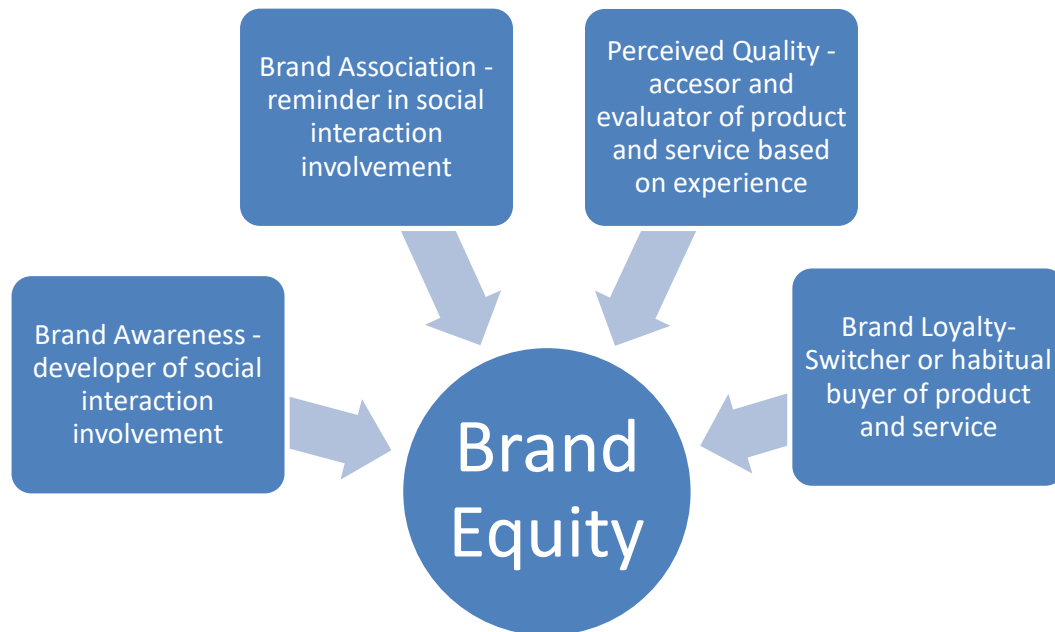 Brand Association -
reminder in social
interaction
involvement
Perceived Quality -
accesor and
evaluator of product
and service based
on experience
Brand Awareness -
developer of social
interaction
involvement
Brand Loyalty-
Switcher or habitual
buyer of product
and service
Brand
Equity